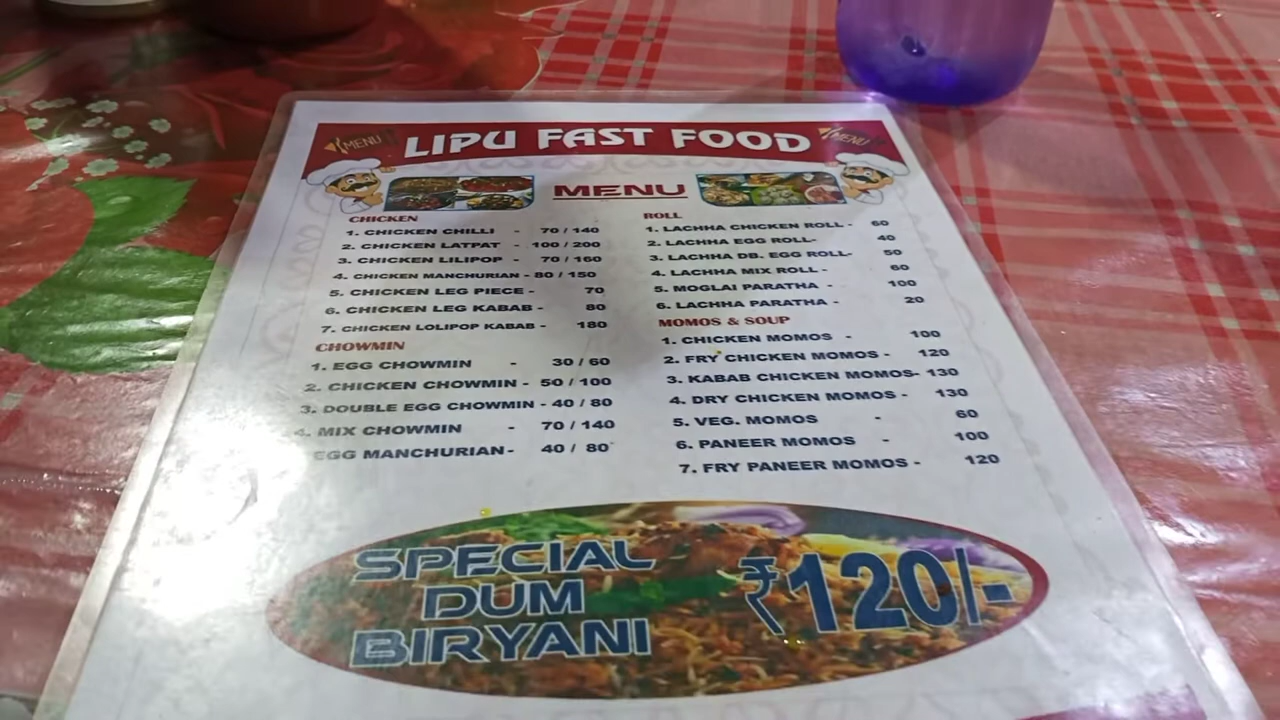 MENU
LIPU FAST FOOD
MENU
MENU
CHICKEN
1. CHICKEN CHILLI - 70 / 140
2. CHICKEN LATPAT - 100 / 200
3. CHICKEN LILIPOP - 70 / 160
4. CHICKEN MANCHURIAN - 80 / 150
5. CHICKEN LEG PIECE - 70
6. CHICKEN LEG KABAB - 80
7. CHICKEN LOLIPOP KABAB - 180
CHOWMIN
1. EGG CHOWMIN - 30 / 60
2. CHICKEN CHOWMIN - 50 / 100
3. DOUBLE EGG CHOWMIN - 40 / 80
4. MIX CHOWMIN - 70 / 140
EGG MANCHURIAN - 40 / 80
ROLL
1. LACHHA CHICKEN ROLL - 60
2. LACHHA EGG ROLL- 40
3. LACHHA DB. EGG ROLL- 50
4. LACHHA MIX ROLL - 60
5. MOGLAI PARATHA - 100
6. LACHHA PARATHA - 20
MOMOS & SOUP
1. CHICKEN MOMOS - 100
2. FRY CHICKEN MOMOS - 120
3. KABAB CHICKEN MOMOS- 130
4. DRY CHICKEN MOMOS - 130
5. VEG. MOMOS - 60
6. PANEER MOMOS - 100
7. FRY PANEER MOMOS - 120
SPECIAL
DUM
BIRYANI
₹120/-